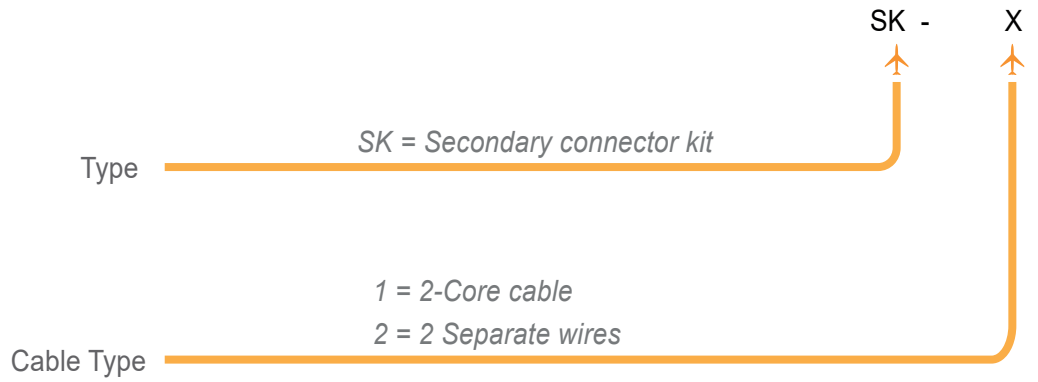 SK - X
SK = Secondary connector kit
Type
1 = 2-Core cable
2 = 2 Separate wires
Cable Type